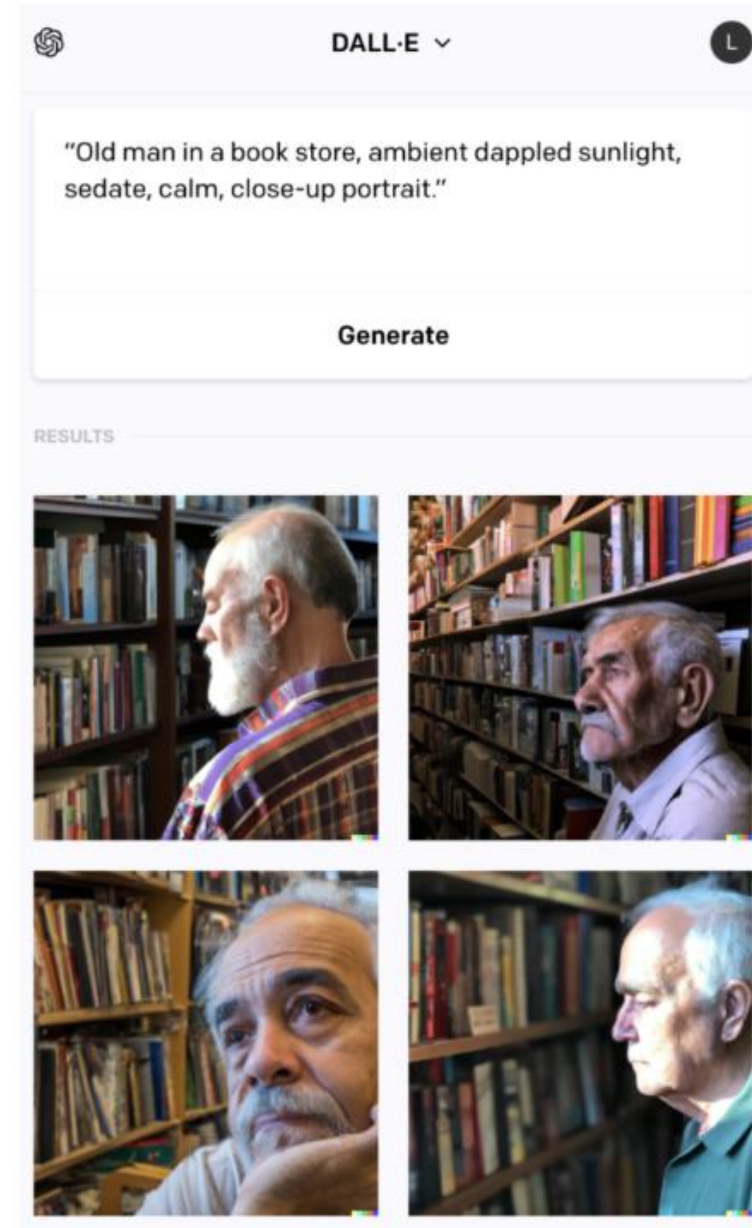 DALL·E
L
“Old man in a book store, ambient dappled sunlight,
sedate, calm, close-up portrait.”
Generate
RESULTS